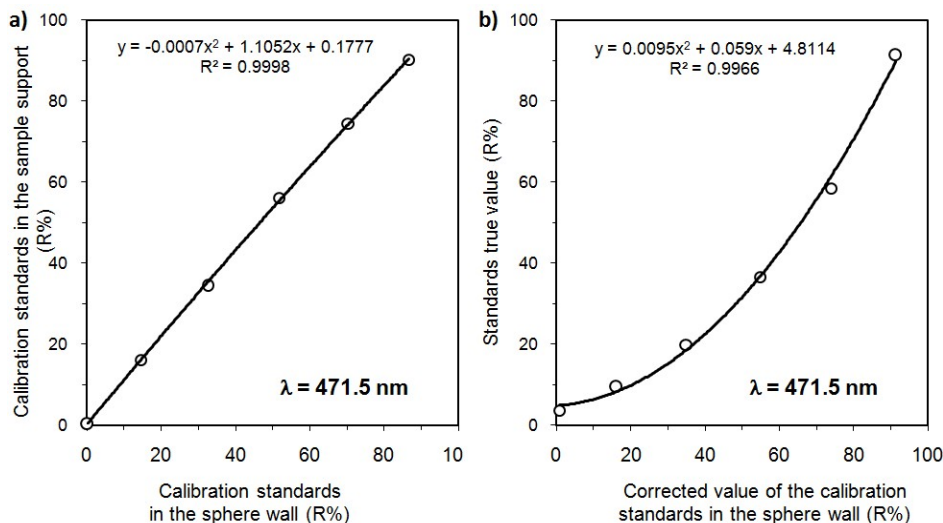 a)
y = -0.0007x² + 1.1052x + 0.1777
R² = 0.9998
Calibration standards in the sample support
(R%)
100
80
60
40
20
0
λ = 471.5 nm
0
20
40
60
80
10
Calibration standards
in the sphere wall (R%)
b)
y = 0.0095x² + 0.059x + 4.8114
R² = 0.9966
Standards true value (R%)
100
80
60
40
20
0
λ = 471.5 nm
0
20
40
60
80
100
Corrected value of the calibration
standards in the sphere wall (R%)